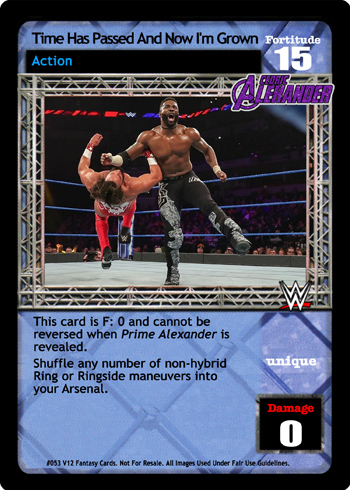 Time Has Passed And Now I'm Grown
Fortitude
15
Action
CEDRIC
ALEXANDER
This card is F: 0 and cannot be
reversed when Prime Alexander is
revealed.
Shuffle any number of non-hybrid
Ring or Ringside maneuvers into
your Arsenal.
unique
Damage
0
#053 V12 Fantasy Cards. Not For Resale. All Images Used Under Fair Use Guidelines.